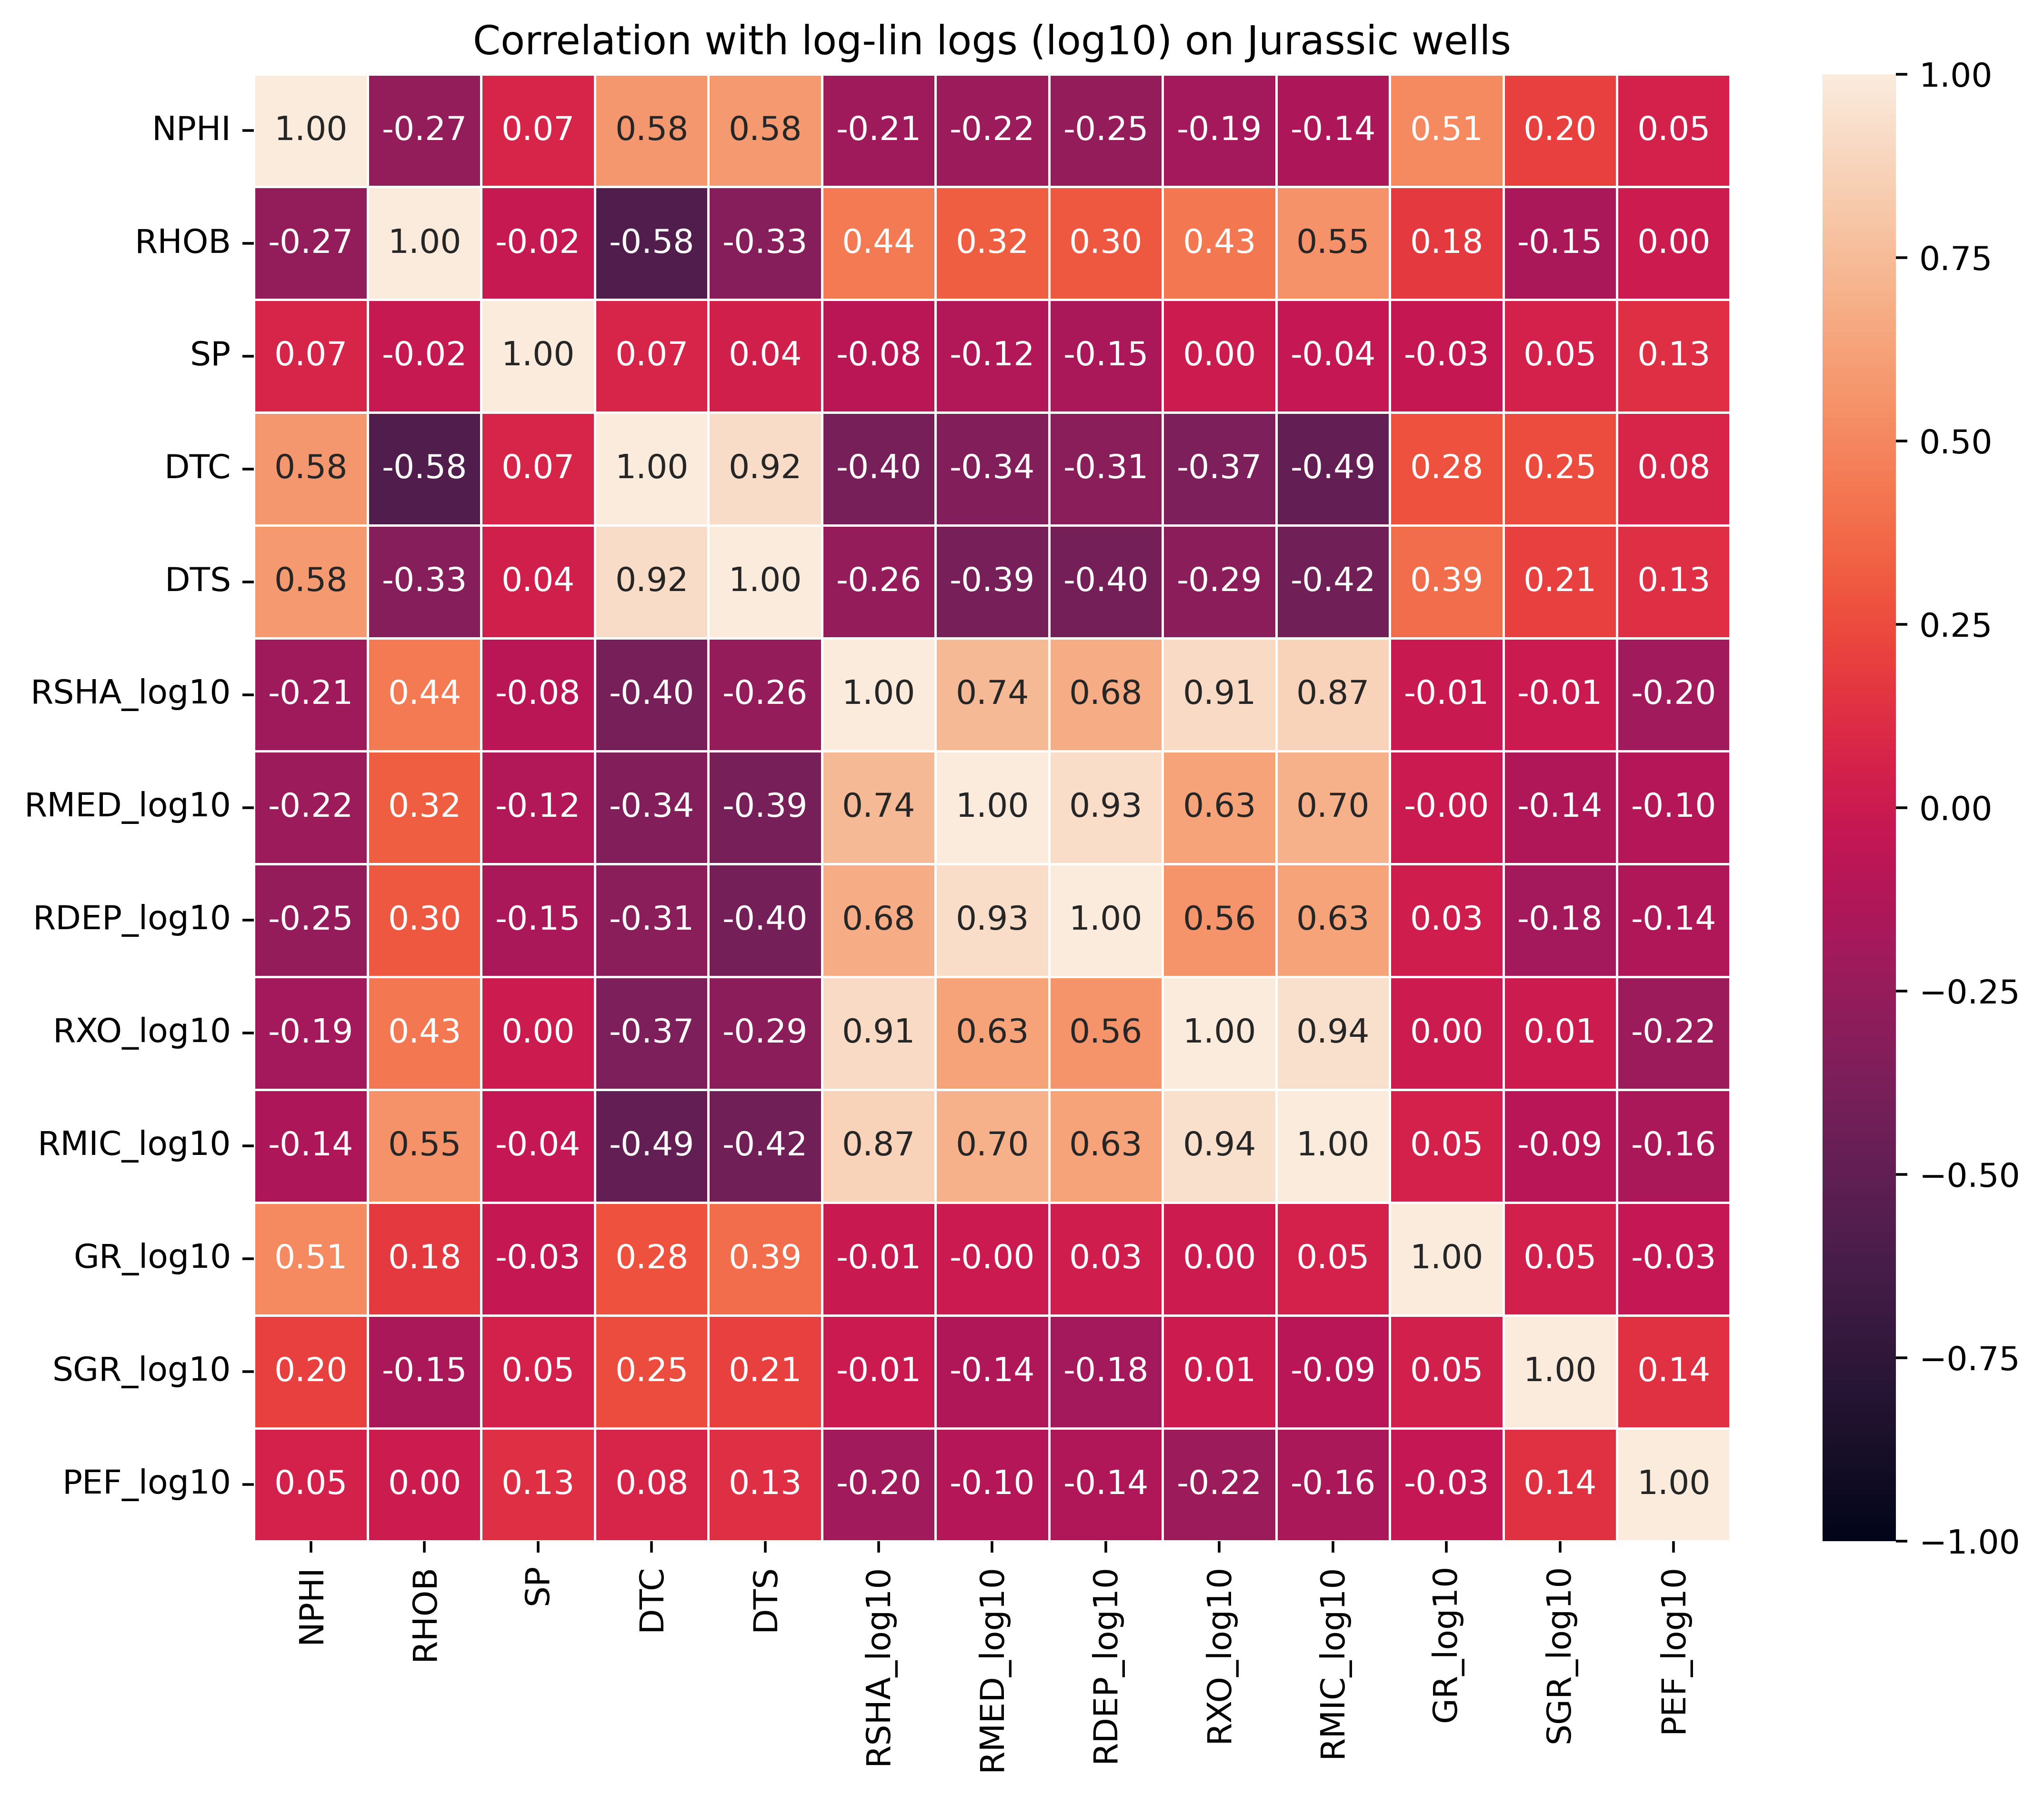 Correlation with log-lin logs (log10) on Jurassic wells
NPHI 1.00 -0.27 0.07 0.58 0.58 -0.21 -0.22 -0.25 -0.19 -0.14 0.51 0.20 0.05
RHOB -0.27 1.00 -0.02 -0.58 -0.33 0.44 0.32 0.30 0.43 0.55 0.18 -0.15 0.00
SP 0.07 -0.02 1.00 0.07 0.04 -0.08 -0.12 -0.15 0.00 -0.04 -0.03 0.05 0.13
DTC 0.58 -0.58 0.07 1.00 0.92 -0.40 -0.34 -0.31 -0.37 -0.49 0.28 0.25 0.08
DTS 0.58 -0.33 0.04 0.92 1.00 -0.26 -0.39 -0.40 -0.29 -0.42 0.39 0.21 0.13
RSHA_log10 -0.21 0.44 -0.08 -0.40 -0.26 1.00 0.74 0.68 0.91 0.87 -0.01 -0.01 -0.20
RMED_log10 -0.22 0.32 -0.12 -0.34 -0.39 0.74 1.00 0.93 0.63 0.70 -0.00 -0.14 -0.10
RDEP_log10 -0.25 0.30 -0.15 -0.31 -0.40 0.68 0.93 1.00 0.56 0.63 0.03 -0.18 -0.14
RXO_log10 -0.19 0.43 0.00 -0.37 -0.29 0.91 0.63 0.56 1.00 0.94 0.00 0.01 -0.22
RMIC_log10 -0.14 0.55 -0.04 -0.49 -0.42 0.87 0.70 0.63 0.94 1.00 0.05 -0.09 -0.16
GR_log10 0.51 0.18 -0.03 0.28 0.39 -0.01 -0.00 0.03 0.00 0.05 1.00 0.05 -0.03
SGR_log10 0.20 -0.15 0.05 0.25 0.21 -0.01 -0.14 -0.18 0.01 -0.09 0.05 1.00 0.14
PEF_log10 0.05 0.00 0.13 0.08 0.13 -0.20 -0.10 -0.14 -0.22 -0.16 -0.03 0.14 1.00
NPHI RHOB SP DTC DTS RSHA_log10 RMED_log10 RDEP_log10 RXO_log10 RMIC_log10 GR_log10 SGR_log10 PEF_log10
1.00
0.75
0.50
0.25
0.00
−0.25
−0.50
−0.75
−1.00